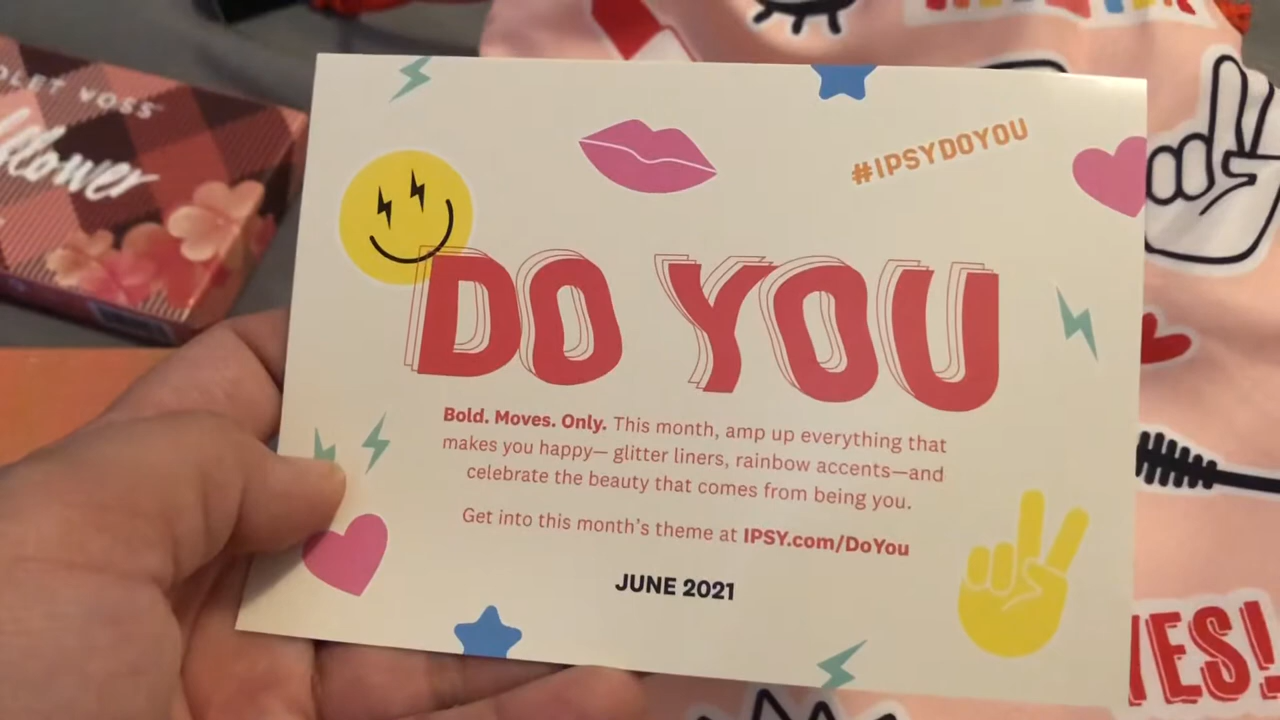 #IPSYDOYOU
DO YOU
Bold. Moves. Only. This month, amp up everything that
makes you happy— glitter liners, rainbow accents—and
celebrate the beauty that comes from being you.
Get into this month's theme at IPSY.com/DoYou
JUNE 2021
VOSS
YES!